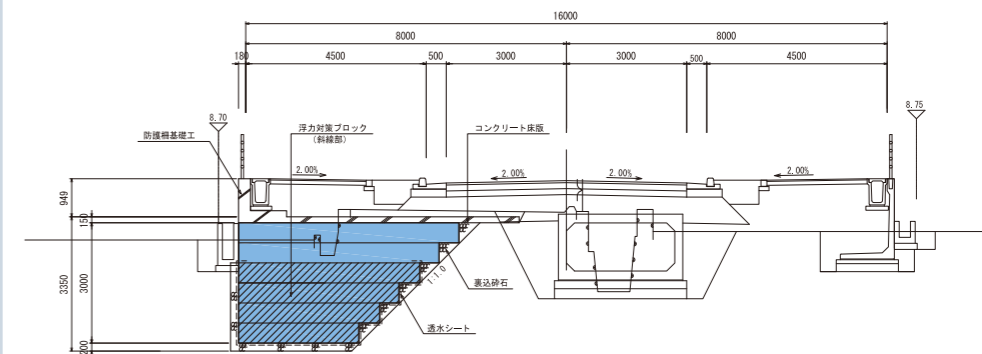 16000
8000 8000
180 4500 500 3000 3000 500 4500
8.70 8.75
防護柵基礎工
浮力対策ブロック
(斜線部)
コンクリート床版
2.00% 2.00% 2.00% 2.00%
949
150
3350
3000
200
1:1.0
裏込砕石
透水シート